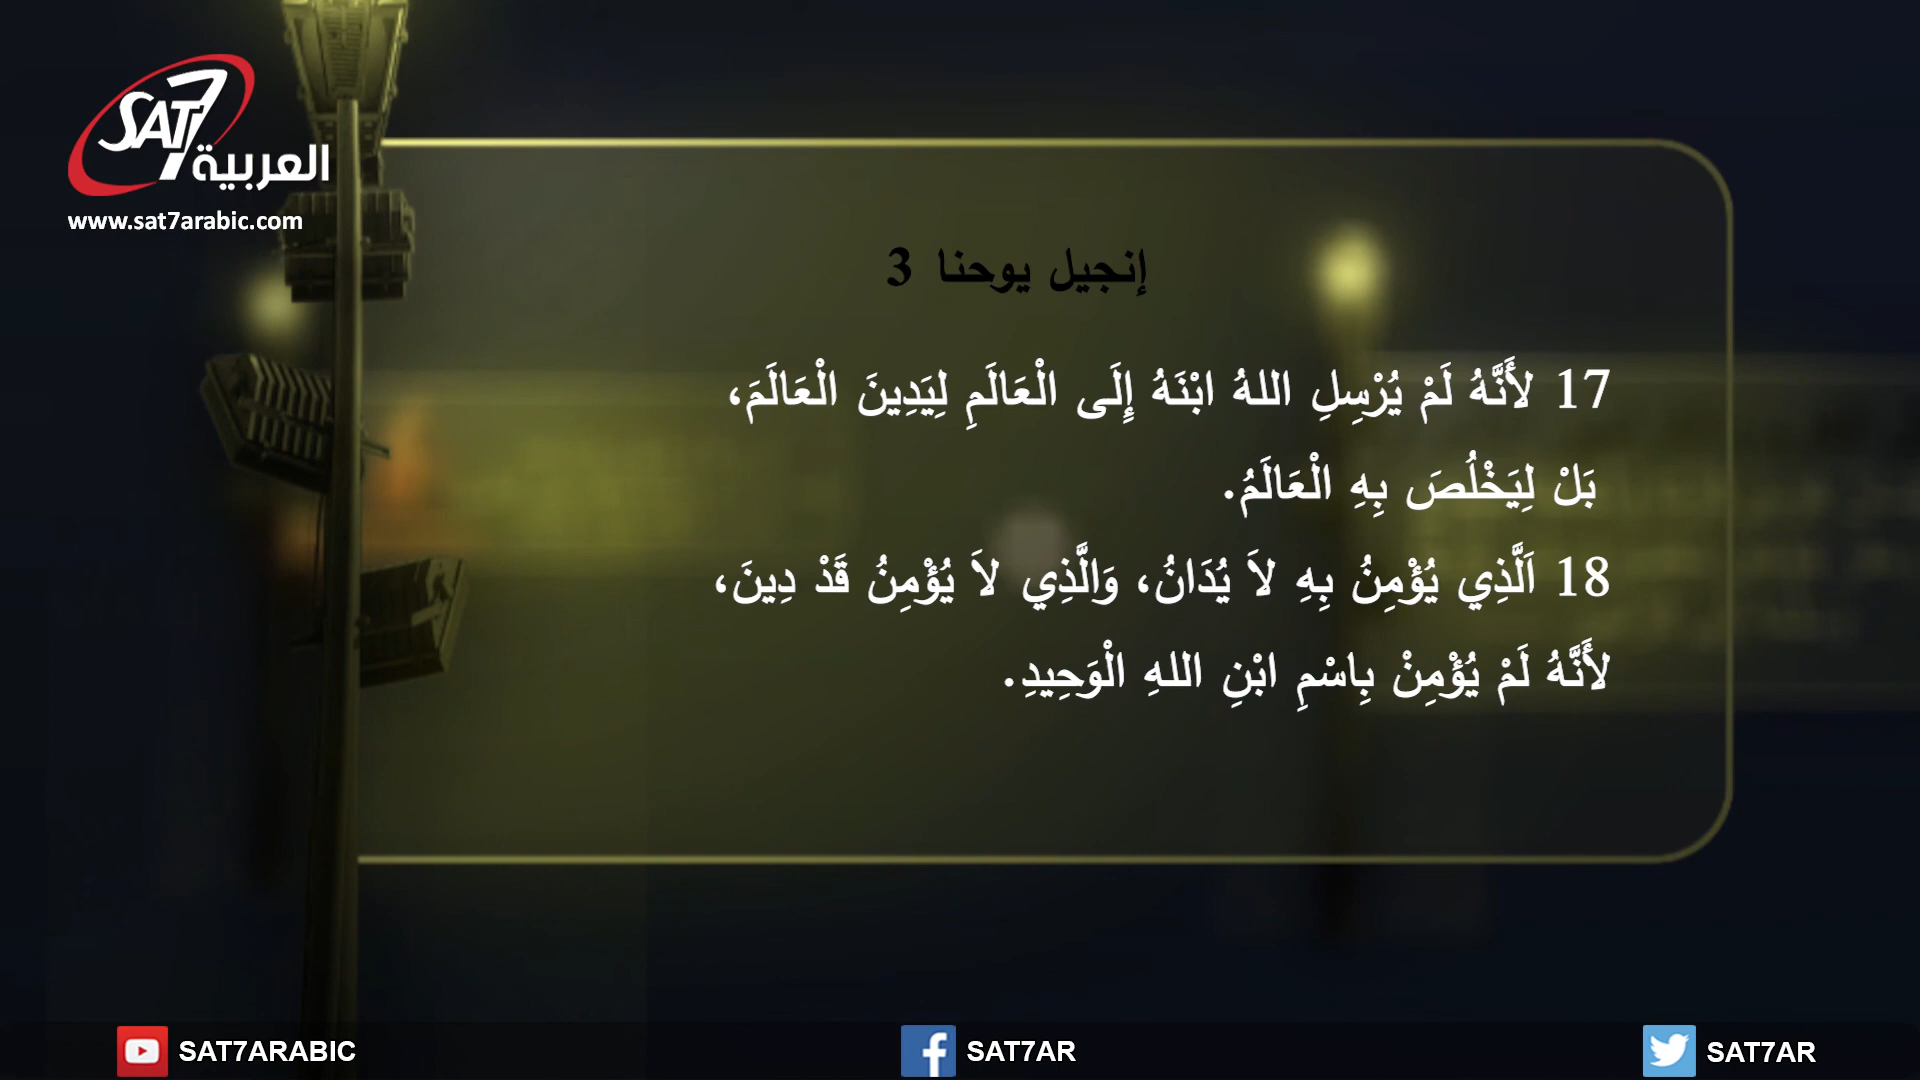 SAT7
العربية
www.sat7arabic.com
إنجيل يوحنا 3
17 لأَنَّهُ لَمْ يُرْسِلِ اللهُ ابْنَهُ إِلَى الْعَالَمِ لِيَدِينَ الْعَالَمَ،
بَلْ لِيَخْلُصَ بِهِ الْعَالَمُ.
18 اَلَّذِي يُؤْمِنُ بِهِ لاَ يُدَانُ، وَالَّذِي لاَ يُؤْمِنُ قَدْ دِينَ،
لأَنَّهُ لَمْ يُؤْمِنْ بِاسْمِ ابْنِ اللهِ الْوَحِيدِ.
SAT7ARABIC
SAT7AR
SAT7AR